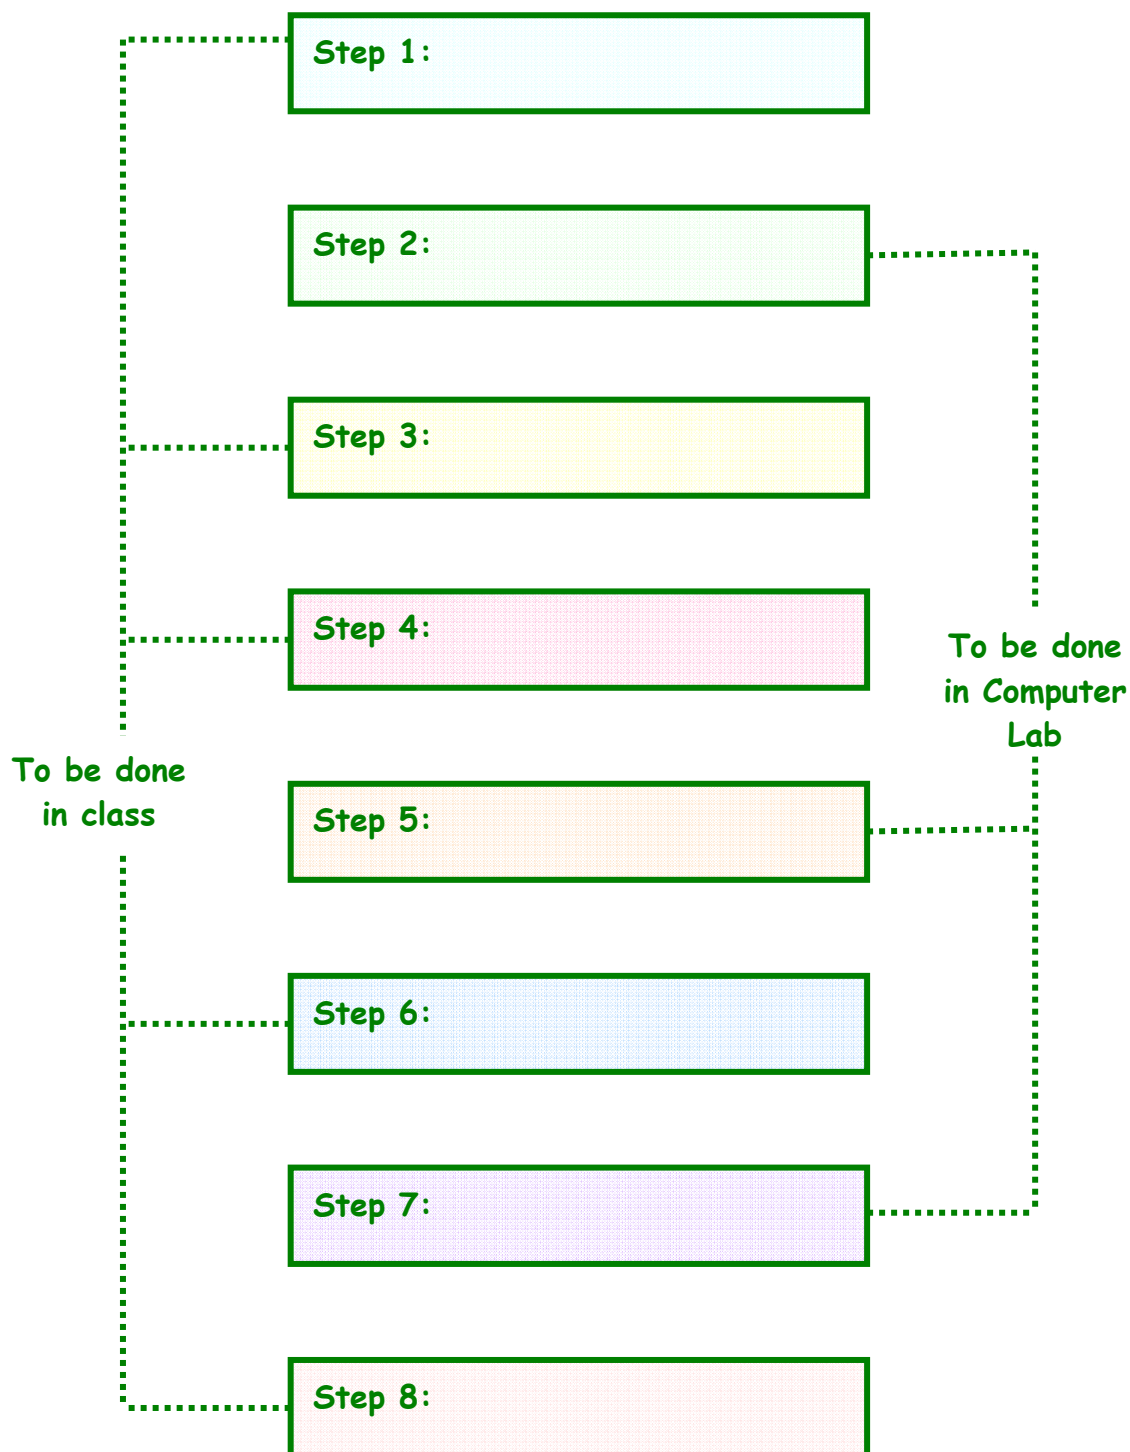 Step 1:
Step 2:
Step 3:
Step 4:
To be done
in Computer
Lab
To be done
in class
Step 5:
Step 6:
Step 7:
Step 8: